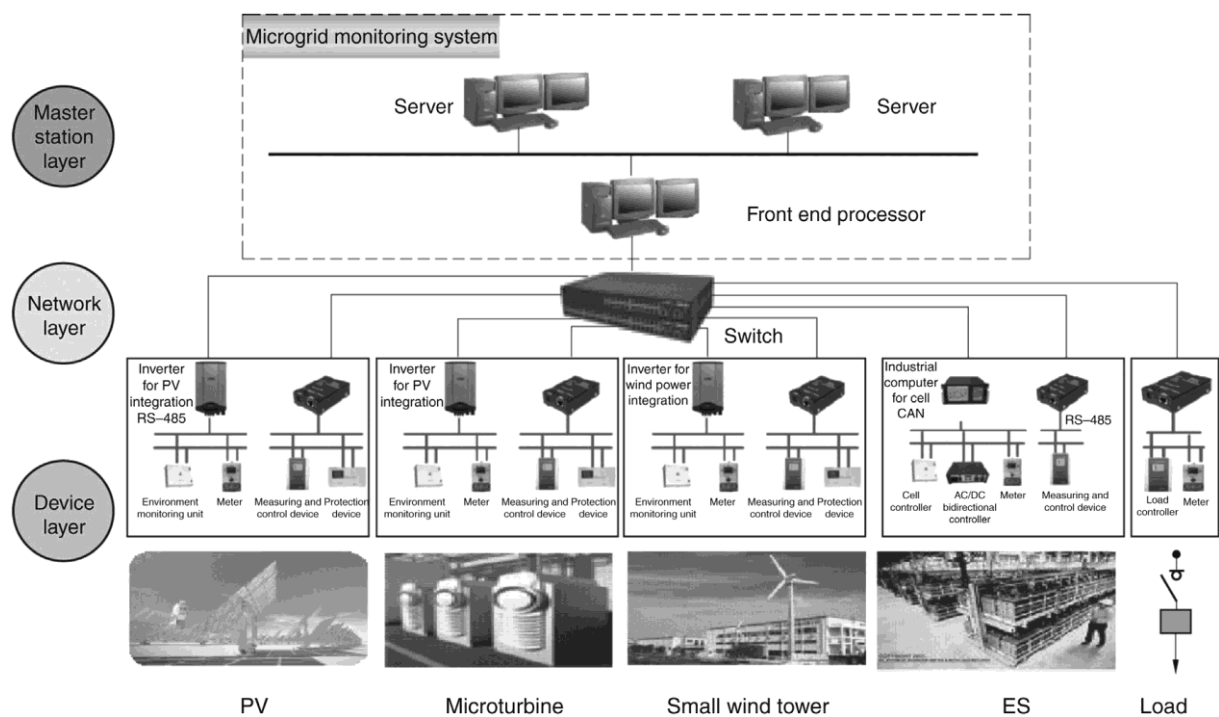 Microgrid monitoring system
Server
Server
Master
station
layer
Front end processor
Network
layer
Switch
Inverter
for PV
integration
RS–485
Inverter
for PV
integration
Inverter for
wind power
integration
Industrial
computer
for cell
CAN
RS–485
Device
layer
Environment
monitoring unit
Meter
Measuring and
control device
Protection
device
Environment
monitoring unit
Meter
Measuring and
control device
Protection
device
Environment
monitoring unit
Meter
Measuring and
control device
Protection
device
Cell
controller
AC/DC
bidirectional
controller
Meter
Measuring and
control device
Load
controller
Meter
PV
Microturbine
Small wind tower
ES
Load